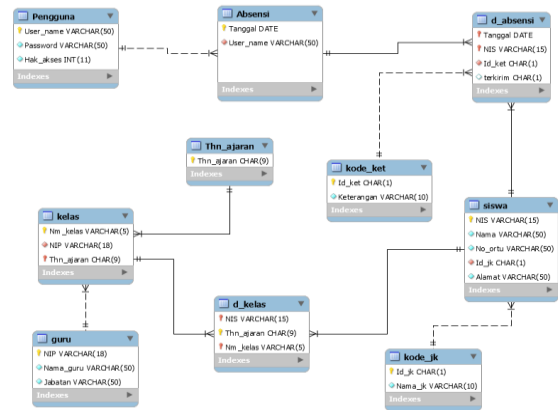 Pengguna
User_name VARCHAR(50)
Password VARCHAR(50)
Hak_akses INT(11)
Indexes
Absensi
Tanggal DATE
User_name VARCHAR(50)
Indexes
d_absensi
Tanggal DATE
NIS VARCHAR(15)
Id_ket CHAR(1)
terkirim CHAR(1)
Indexes
Thn_ajaran
Thn_ajaran CHAR(9)
Indexes
kode_ket
Id_ket CHAR(1)
Keterangan VARCHAR(10)
Indexes
kelas
Nm_kelas VARCHAR(5)
NIP VARCHAR(18)
Thn_ajaran CHAR(9)
Indexes
siswa
NIS VARCHAR(15)
Nama VARCHAR(50)
No_ortu VARCHAR(50)
Id_jk CHAR(1)
Alamat VARCHAR(50)
Indexes
d_kelas
NIS VARCHAR(15)
Thn_ajaran CHAR(9)
Nm_kelas VARCHAR(5)
Indexes
guru
NIP VARCHAR(18)
Nama_guru VARCHAR(50)
Jabatan VARCHAR(50)
Indexes
kode_jk
Id_jk CHAR(1)
Nama_jk VARCHAR(10)
Indexes